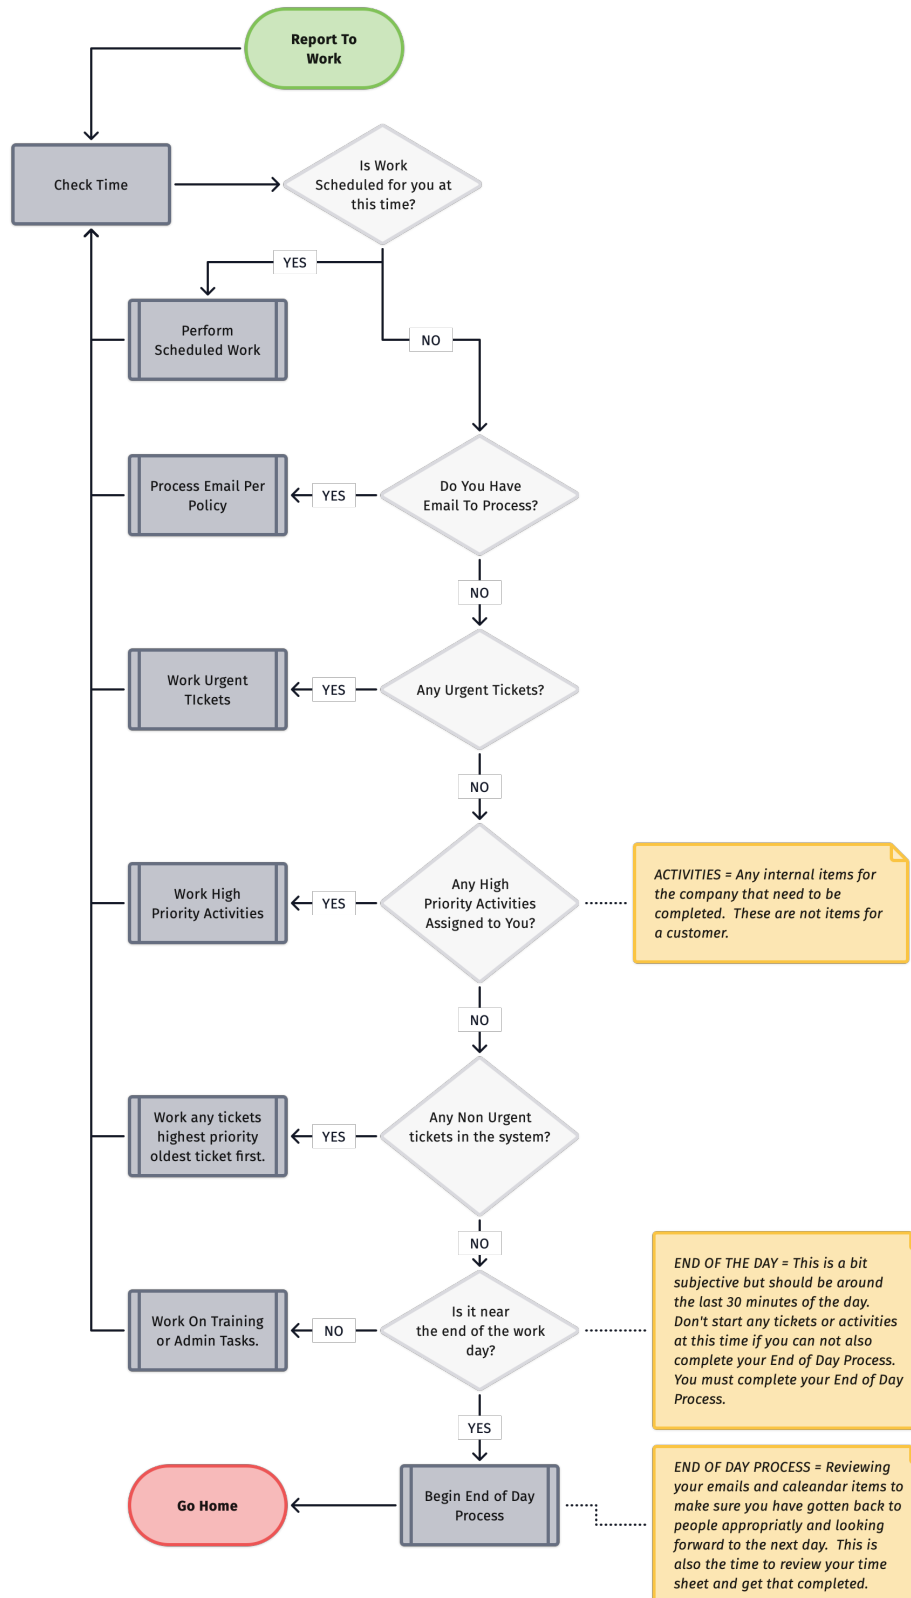 Report To
Work
Check Time
Is Work
Scheduled for you at
this time?
YES
Perform
Scheduled Work
NO
Process Email Per
Policy
YES
Do You Have
Email To Process?
NO
Work Urgent
TIckets
YES
Any Urgent Tickets?
NO
Work High
Priority Activities
YES
Any High
Priority Activities
Assigned to You?
ACTIVITIES = Any internal items for
the company that need to be
completed.  These are not items for
a customer.
NO
Work any tickets
highest priority
oldest ticket first.
YES
Any Non Urgent
tickets in the system?
NO
Work On Training
or Admin Tasks.
NO
Is it near
the end of the work
day?
END OF THE DAY = This is a bit
subjective but should be around
the last 30 minutes of the day.
Don't start any tickets or activities
at this time if you can not also
complete your End of Day Process.
You must complete your End of Day
Process.
YES
Go Home
Begin End of Day
Process
END OF DAY PROCESS = Reviewing
your emails and caleandar items to
make sure you have gotten back to
people appropriatly and looking
forward to the next day.  This is
also the time to review your time
sheet and get that completed.